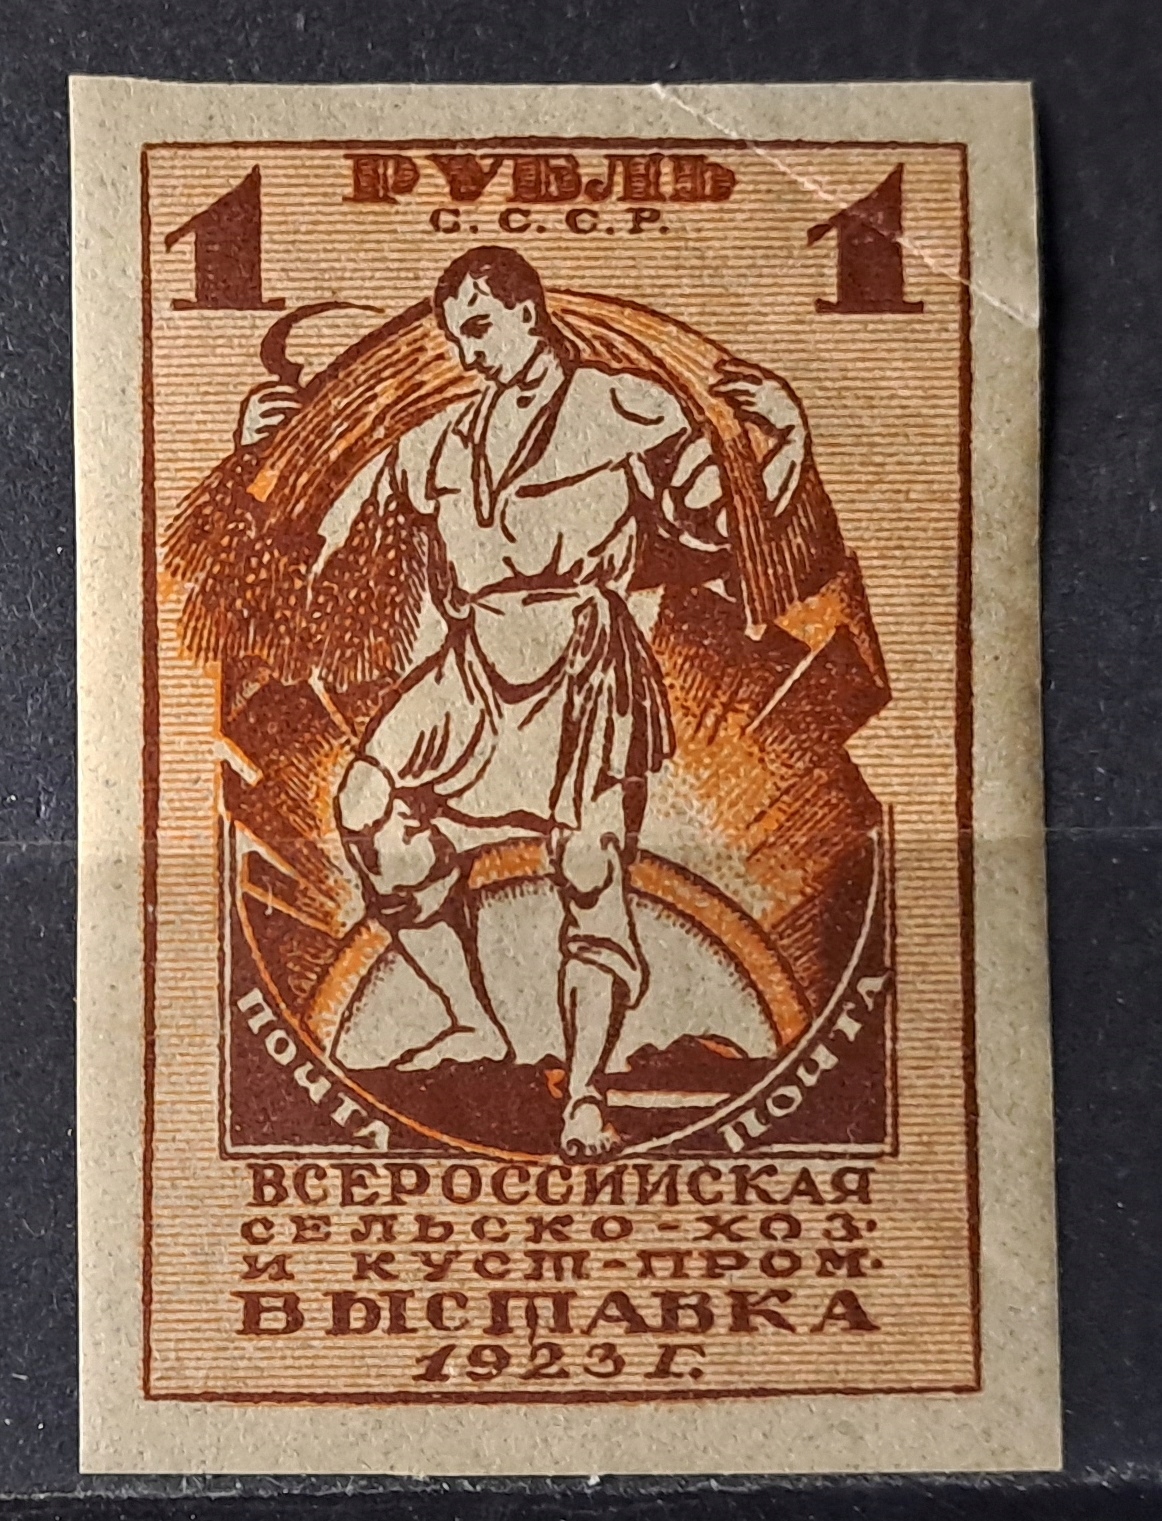 1 РУБЛЬ 1
С. С. С. Р.
ПОЧТА ПОЧТА
ВСЕРОССИЙСКАЯ
СЕЛЬСКО-ХОЗ.
И КУСТ-ПРОМ.
ВЫСТАВКА
1923 Г.